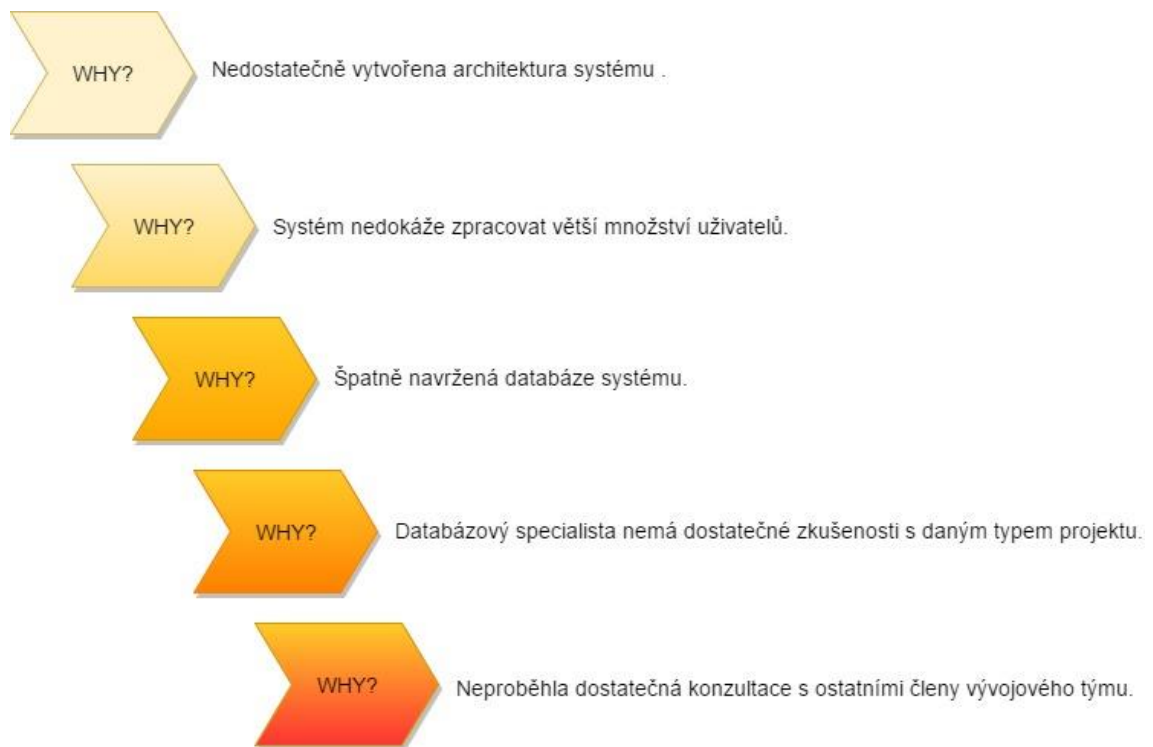 WHY? Nedostatečně vytvořena architektura systému .
WHY? Systém nedokáže zpracovat větší množství uživatelů.
WHY? Špatně navržená databáze systému.
WHY? Databázový specialista nemá dostatečné zkušenosti s daným typem projektu.
WHY? Neproběhla dostatečná konzultace s ostatními členy vývojového týmu.